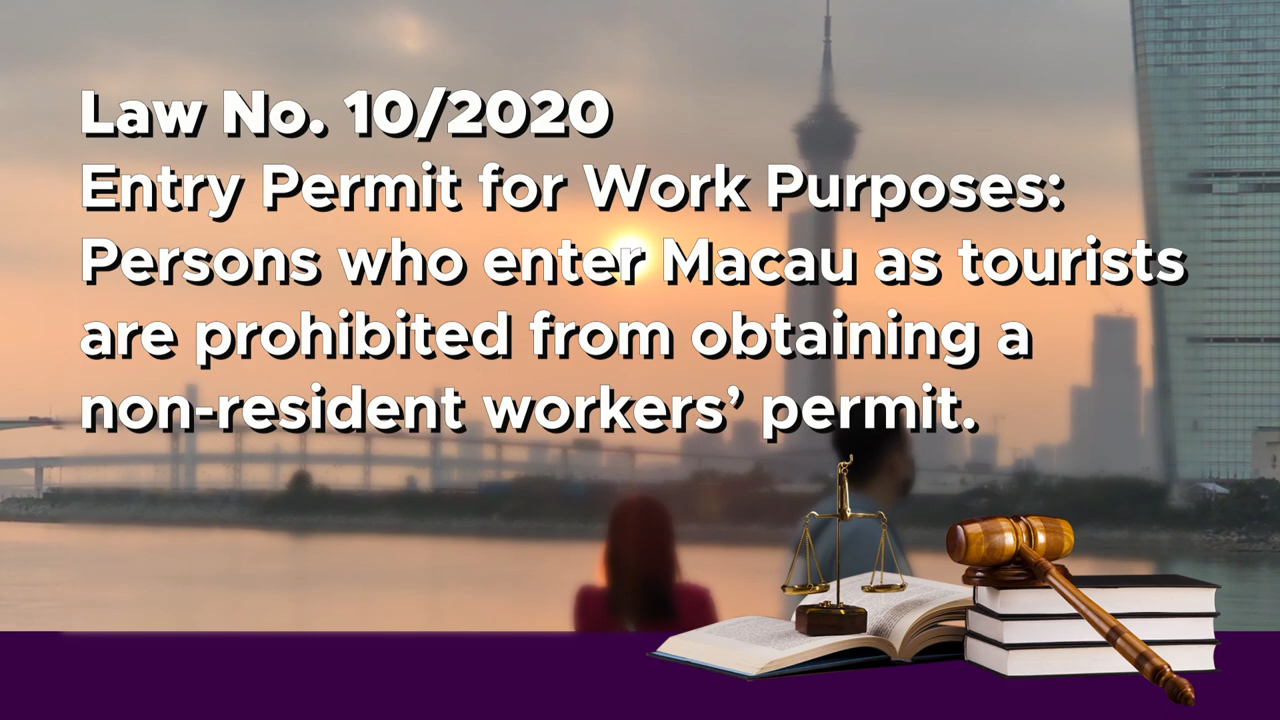 Law No. 10/2020
Entry Permit for Work Purposes:
Persons who enter Macau as tourists
are prohibited from obtaining a
non-resident workers’ permit.